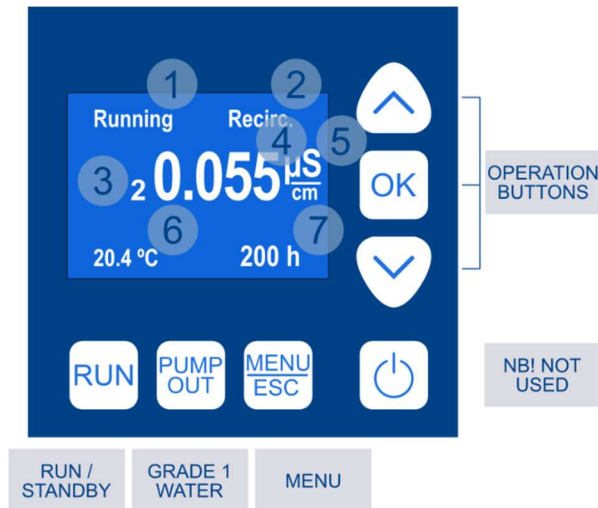 1 2
Running Recirc.
4 5
3 2 0.055 µS
cm
6 7
20.4 ºC 200 h
OK
OPERATION
BUTTONS
RUN PUMP MENU
OUT ESC
NB! NOT
USED
RUN / GRADE 1 MENU
STANDBY WATER